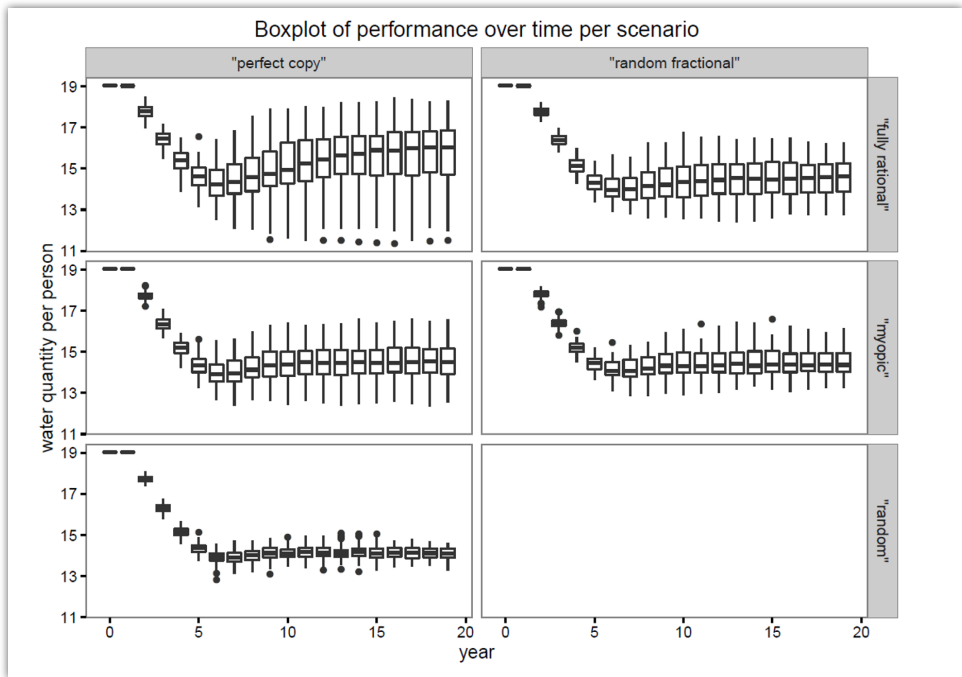 Boxplot of performance over time per scenario
"perfect copy"
"random fractional"
water quantity per person
19
17
15
13
11
"fully rational"
19
17
15
13
11
"myopic"
19
17
15
13
11
"random"
0 5 10 15 20
0 5 10 15 20
year